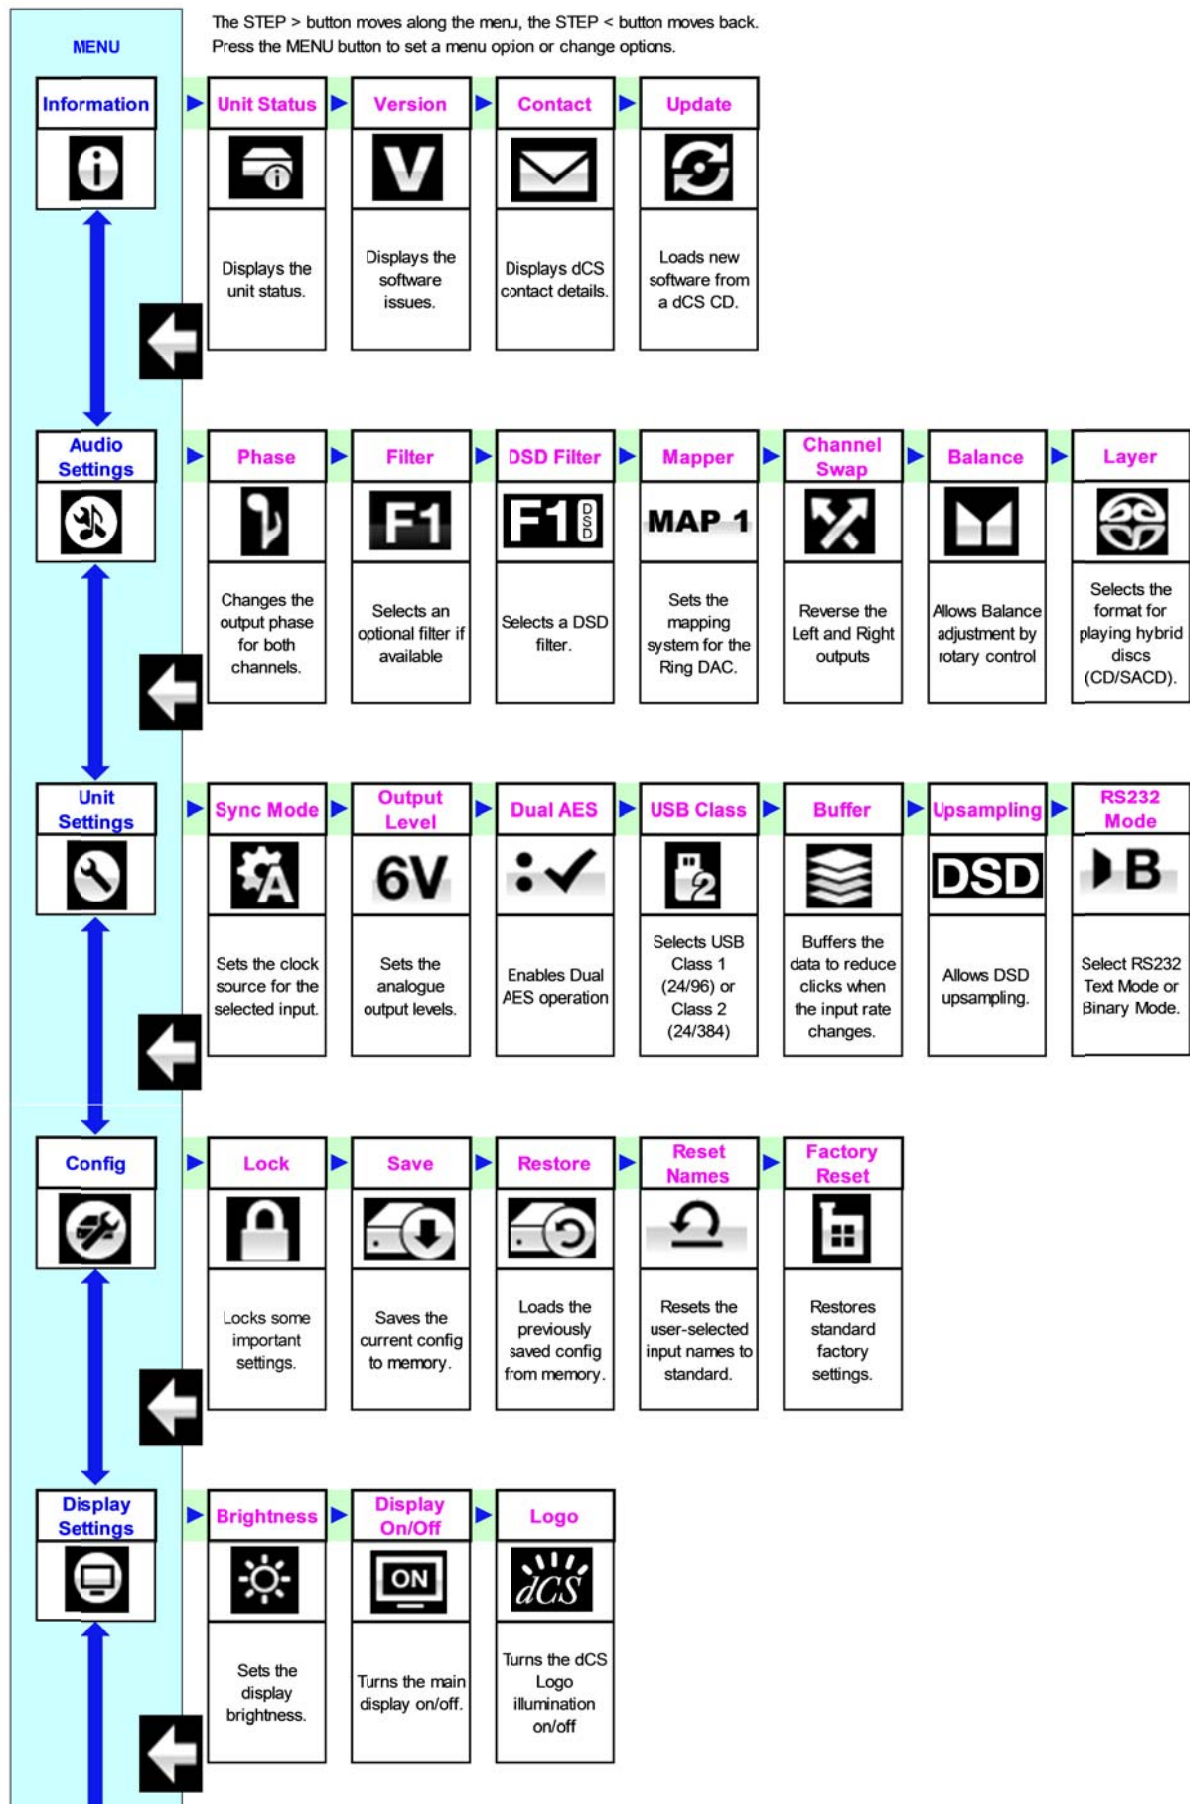 The STEP > button moves along the menu, the STEP < button moves back.
Press the MENU button to set a menu opion or change options.
MENU
Information
Unit Status
Version
Contact
Update
V
Displays the
unit status.
Displays the
software
issues.
Displays dCS
contact details.
Loads new
software from
a dCS CD.
Audio
Settings
Phase
Filter
DSD Filter
Mapper
Channel
Swap
Balance
Layer
F1
F1 DSD
MAP 1
Changes the
output phase
for both
channels.
Selects an
optional filter if
available
Selects a DSD
filter.
Sets the
mapping
system for the
Ring DAC.
Reverse the
Left and Right
outputs
Allows Balance
adjustment by
rotary control
Selects the
format for
playing hybrid
discs
(CD/SACD).
Unit
Settings
Sync Mode
Output
Level
Dual AES
USB Class
Buffer
Upsampling
RS232
Mode
A
6V
2
DSD
B
Sets the clock
source for the
selected input.
Sets the
analogue
output levels.
Enables Dual
AES operation
Selects USB
Class 1
(24/96) or
Class 2
(24/384)
Buffers the
data to reduce
clicks when
the input rate
changes.
Allows DSD
upsampling.
Select RS232
Text Mode or
Binary Mode.
Config
Lock
Save
Restore
Reset
Names
Factory
Reset
Locks some
important
settings.
Saves the
current config
to memory.
Loads the
previously
saved config
from memory.
Resets the
user-selected
input names to
standard.
Restores
standard
factory
settings.
Display
Settings
Brightness
Display
On/Off
Logo
ON
dCS
Sets the
display
brightness.
Turns the main
display on/off.
Turns the dCS
Logo
illumination
on/off